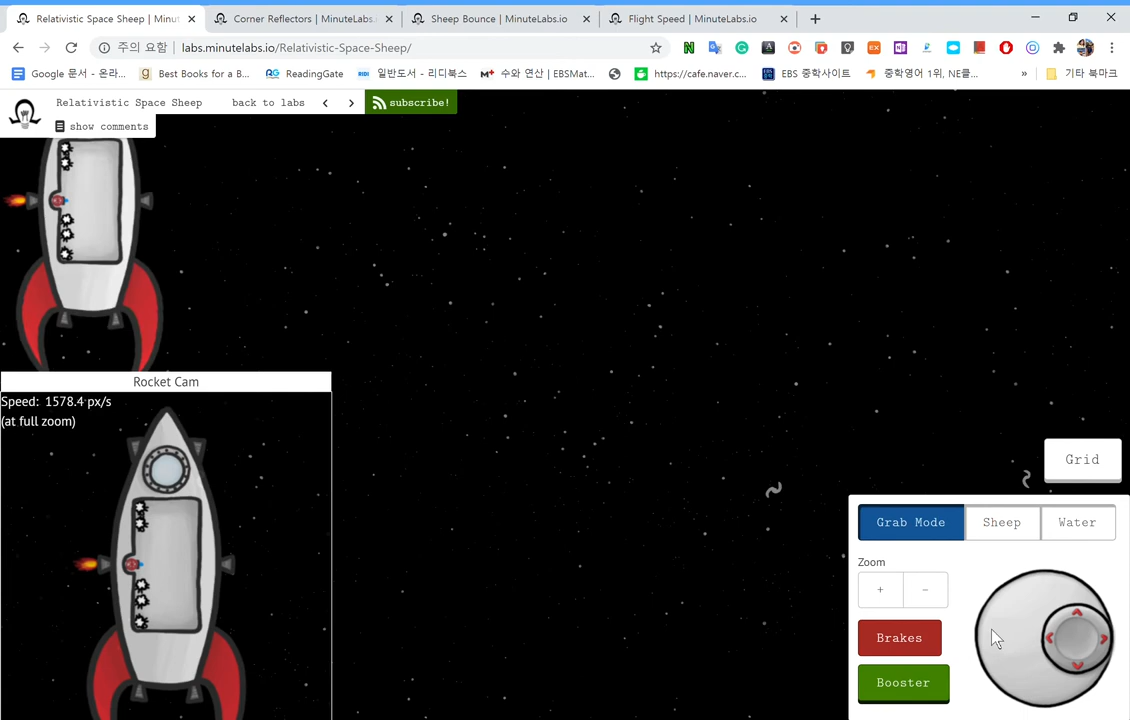 Relativistic Space Sheep | Minut
Corner Reflectors | MinuteLabs.
Sheep Bounce | MinuteLabs.io
Flight Speed | MinuteLabs.io
주의 요함 | labs.minutelabs.io/Relativistic-Space-Sheep/
Google 문서 - 온라... Best Books for a B... ReadingGate 일반도서 - 리디북스 수와 연산 | EBSMat... https://cafe.naver.c... EBS 중학사이트 중학영어 1위, NE클... » 기타 북마크
Relativistic Space Sheep back to labs subscribe!
show comments
Rocket Cam
Speed: 1578.4 px/s
(at full zoom)
Grid
Grab Mode Sheep Water
Zoom
+ -
Brakes
Booster